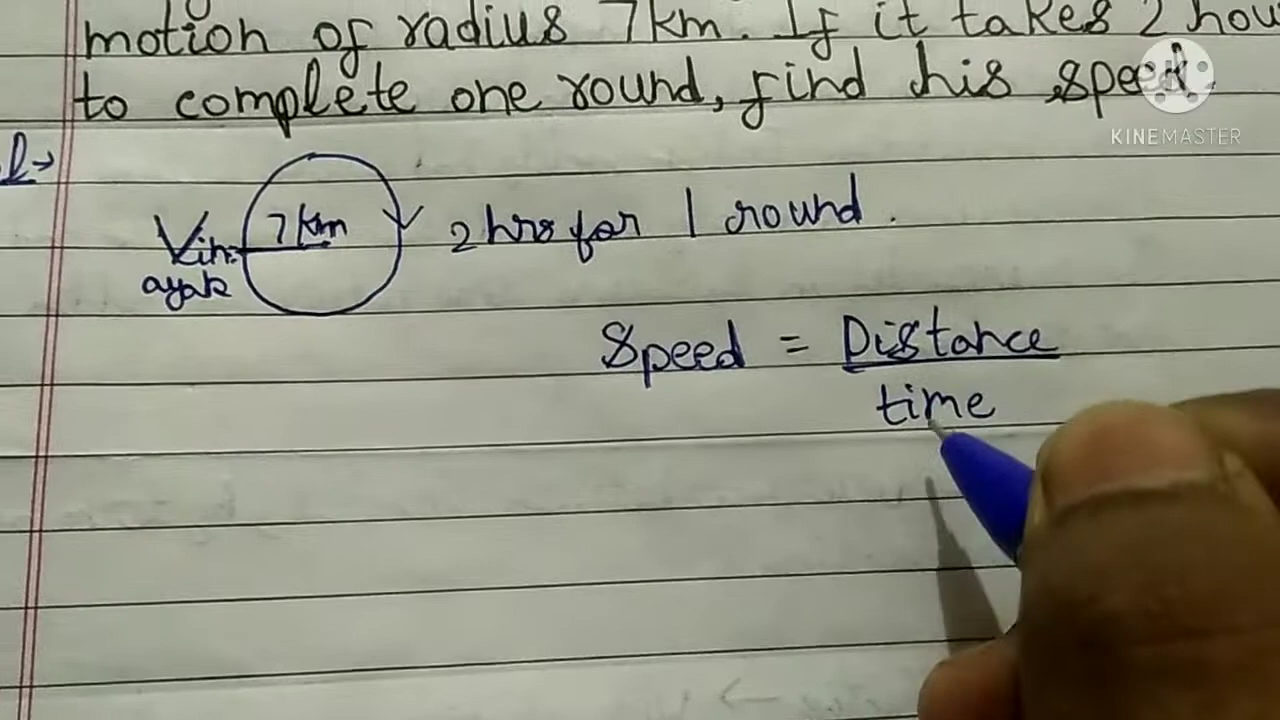 motion of radius 7km. If it takes 2 hou
to complete one round, find his speed.
KINEMASTER
7km
2 hrs for 1 round.
Vin-
ayak
Speed = Distance
time